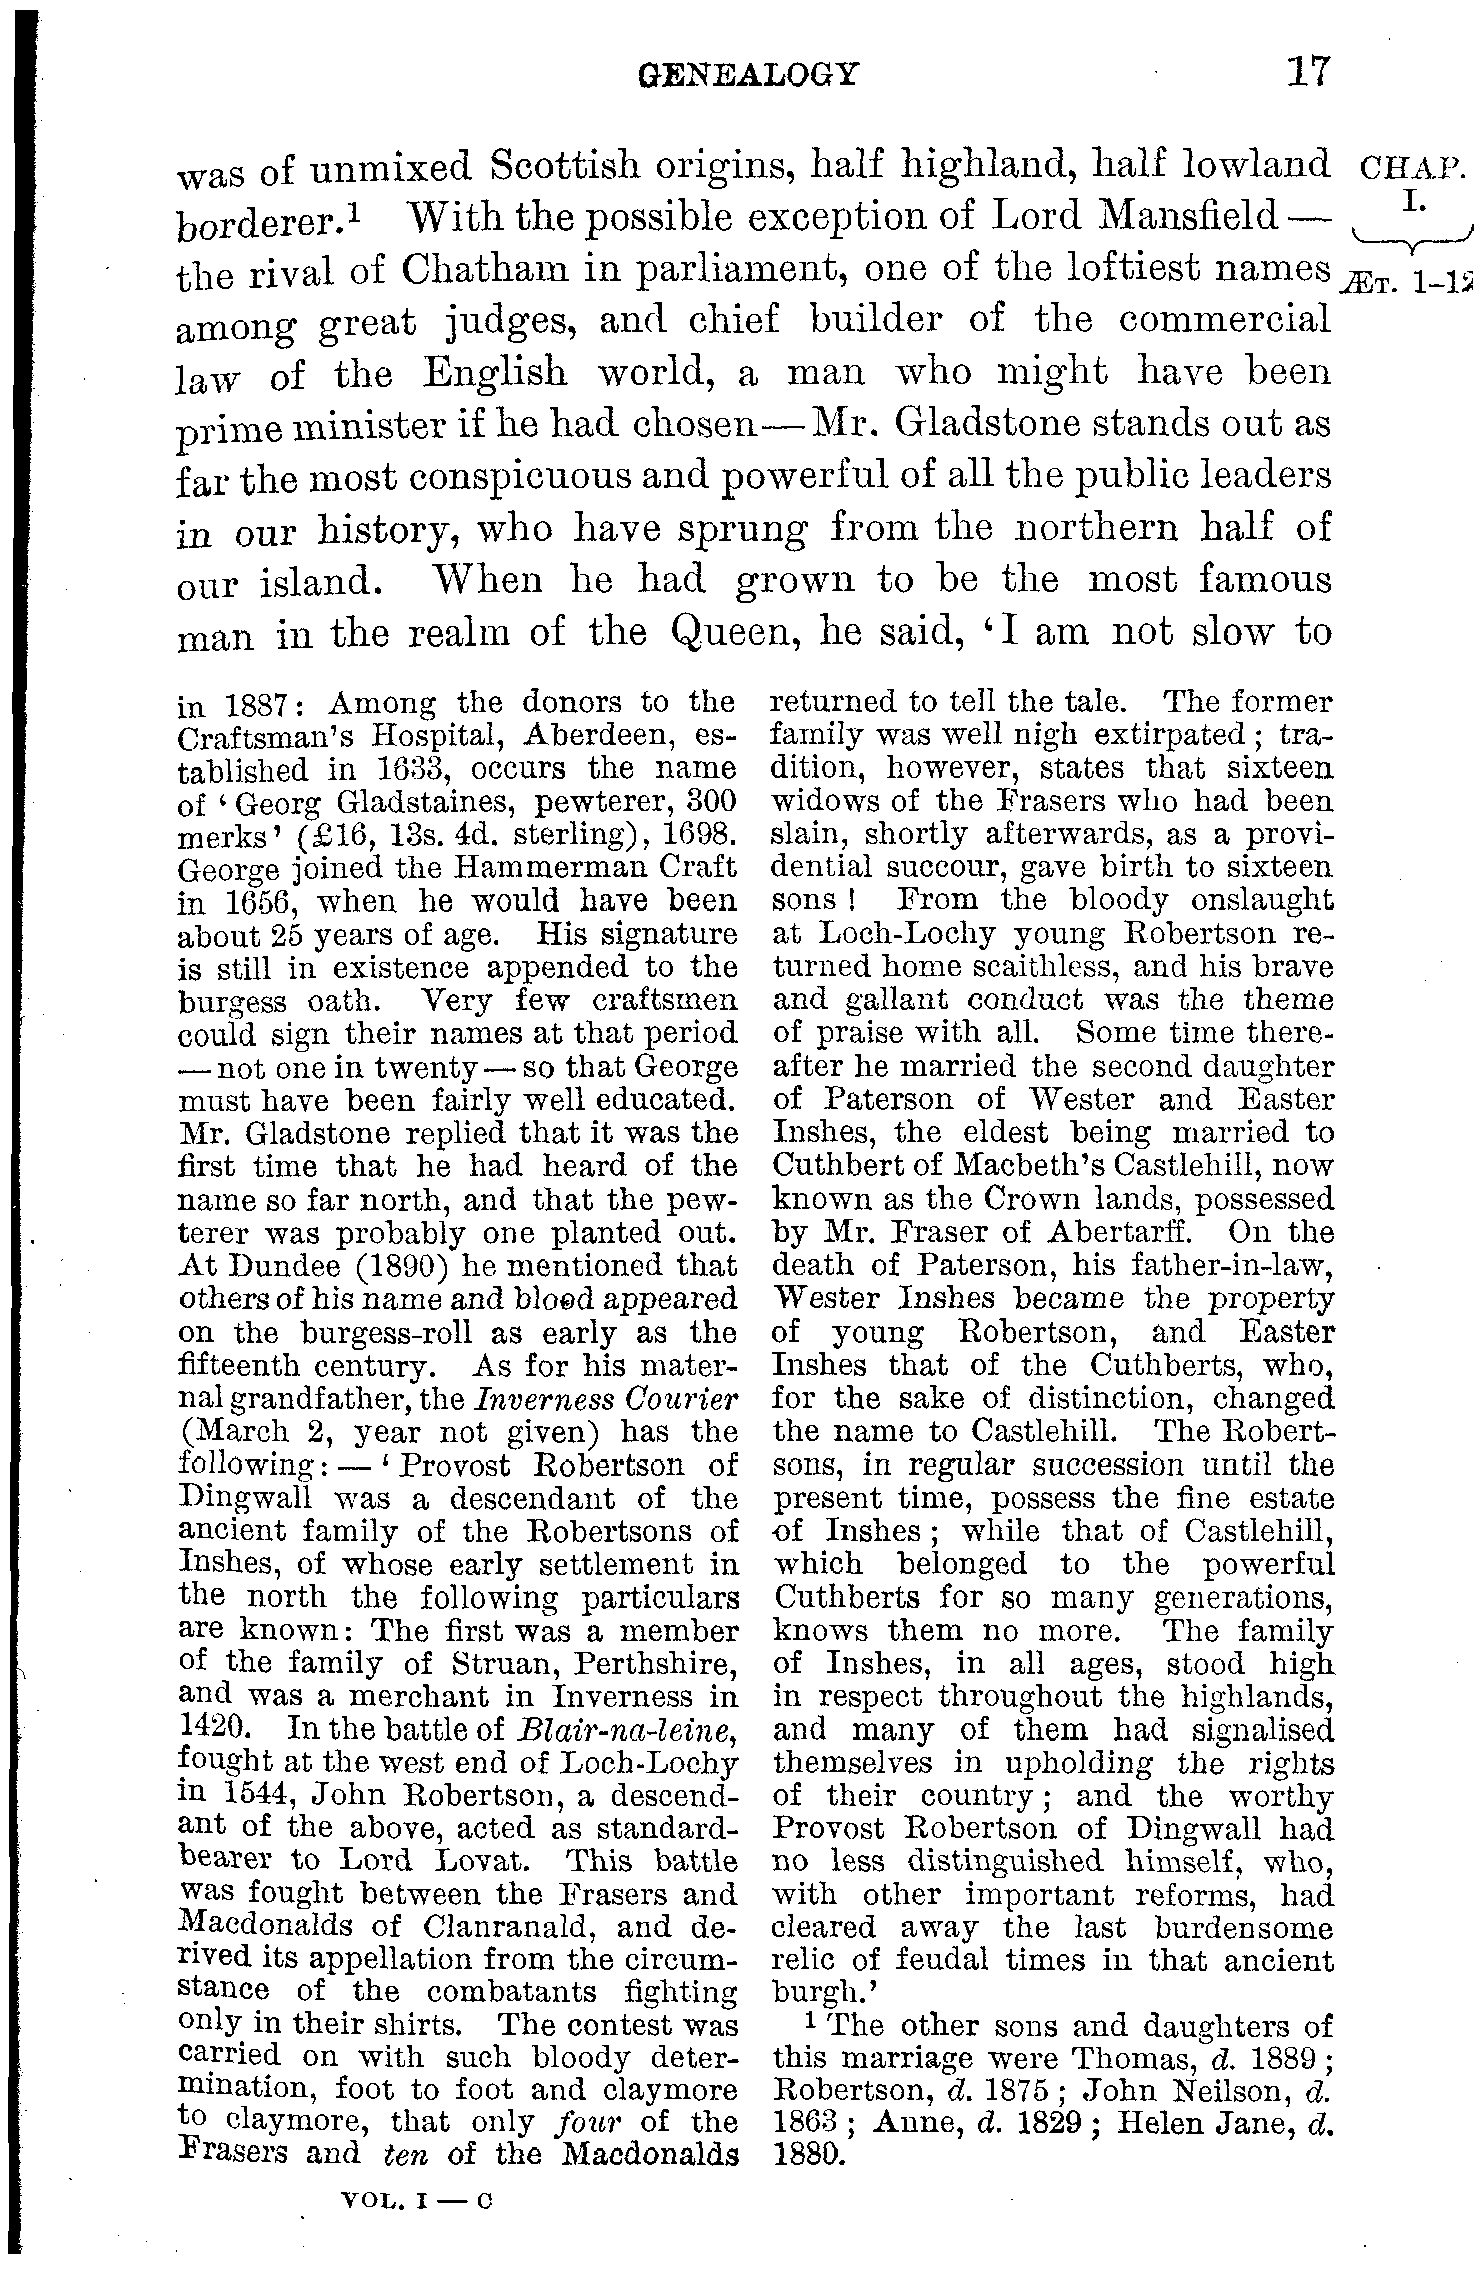 GENEALOGY 17
was of unmixed Scottish origins, half highland, half lowland
borderer.¹ With the possible exception of Lord Mansfield—
the rival of Chatham in parliament, one of the loftiest names
among great judges, and chief builder of the commercial
law of the English world, a man who might have been
prime minister if he had chosen—Mr. Gladstone stands out as
far the most conspicuous and powerful of all the public leaders
in our history, who have sprung from the northern half of
our island. When he had grown to be the most famous
man in the realm of the Queen, he said, ‘I am not slow to
CHAP.
I.
ÆT. 1–12
in 1887: Among the donors to the
Craftsman's Hospital, Aberdeen, es-
tablished in 1633, occurs the name
of ‘Georg Gladstaines, pewterer, 300
merks’ (£16, 13s. 4d. sterling), 1698.
George joined the Hammerman Craft
in 1656, when he would have been
about 25 years of age. His signature
is still in existence appended to the
burgess oath. Very few craftsmen
could sign their names at that period
—not one in twenty—so that George
must have been fairly well educated.
Mr. Gladstone replied that it was the
first time that he had heard of the
name so far north, and that the pew-
terer was probably one planted out.
At Dundee (1890) he mentioned that
others of his name and blood appeared
on the burgess-roll as early as the
fifteenth century. As for his mater-
nal grandfather, the Inverness Courier
(March 2, year not given) has the
following:—‘Provost Robertson of
Dingwall was a descendant of the
ancient family of the Robertsons of
Inshes, of whose early settlement in
the north the following particulars
are known: The first was a member
of the family of Struan, Perthshire,
and was a merchant in Inverness in
1420. In the battle of Blair-na-leine,
fought at the west end of Loch-Lochy
in 1544, John Robertson, a descend-
ant of the above, acted as standard-
bearer to Lord Lovat. This battle
was fought between the Frasers and
Macdonalds of Clanranald, and de-
rived its appellation from the circum-
stance of the combatants fighting
only in their shirts. The contest was
carried on with such bloody deter-
mination, foot to foot and claymore
to claymore, that only four of the
Frasers and ten of the Macdonalds
returned to tell the tale. The former
family was well nigh extirpated; tra-
dition, however, states that sixteen
widows of the Frasers who had been
slain, shortly afterwards, as a provi-
dential succour, gave birth to sixteen
sons! From the bloody onslaught
at Loch-Lochy young Robertson re-
turned home scaithless, and his brave
and gallant conduct was the theme
of praise with all. Some time there-
after he married the second daughter
of Paterson of Wester and Easter
Inshes, the eldest being married to
Cuthbert of Macbeth's Castlehill, now
known as the Crown lands, possessed
by Mr. Fraser of Abertarff. On the
death of Paterson, his father-in-law,
Wester Inshes became the property
of young Robertson, and Easter
Inshes that of the Cuthberts, who,
for the sake of distinction, changed
the name to Castlehill. The Robert-
sons, in regular succession until the
present time, possess the fine estate
of Inshes; while that of Castlehill,
which belonged to the powerful
Cuthberts for so many generations,
knows them no more. The family
of Inshes, in all ages, stood high
in respect throughout the highlands,
and many of them had signalised
themselves in upholding the rights
of their country; and the worthy
Provost Robertson of Dingwall had
no less distinguished himself, who,
with other important reforms, had
cleared away the last burdensome
relic of feudal times in that ancient
burgh.’
¹ The other sons and daughters of
this marriage were Thomas, d. 1889;
Robertson, d. 1875; John Neilson, d.
1863; Anne, d. 1829; Helen Jane, d.
1880.
VOL. I — C